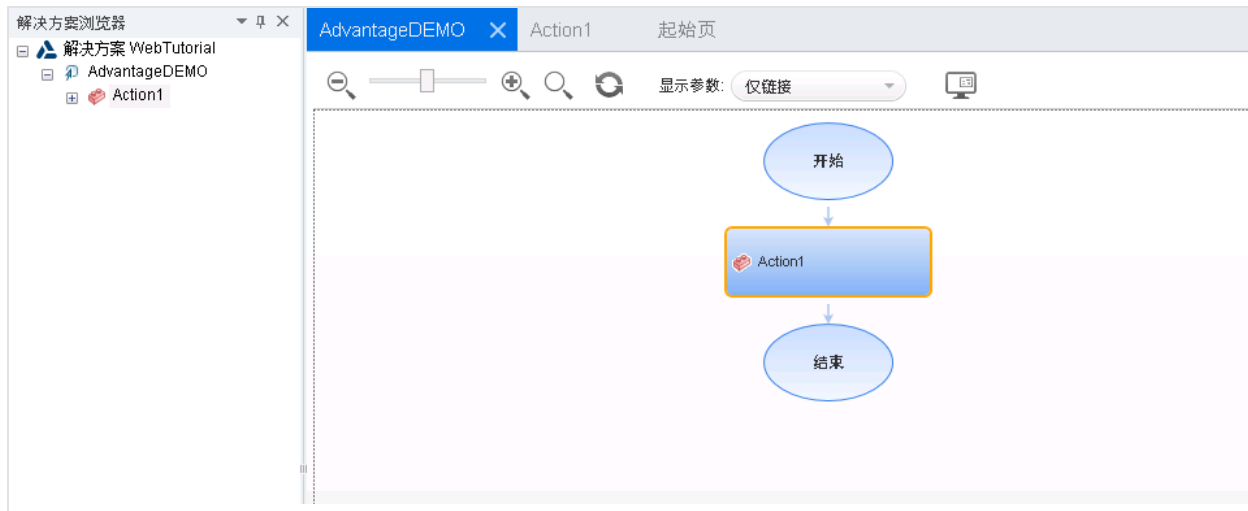 解决方案浏览器
解决方案 WebTutorial
AdvantageDEMO
Action1
AdvantageDEMO Action1 起始页
显示参数: 仅链接
开始
Action1
结束